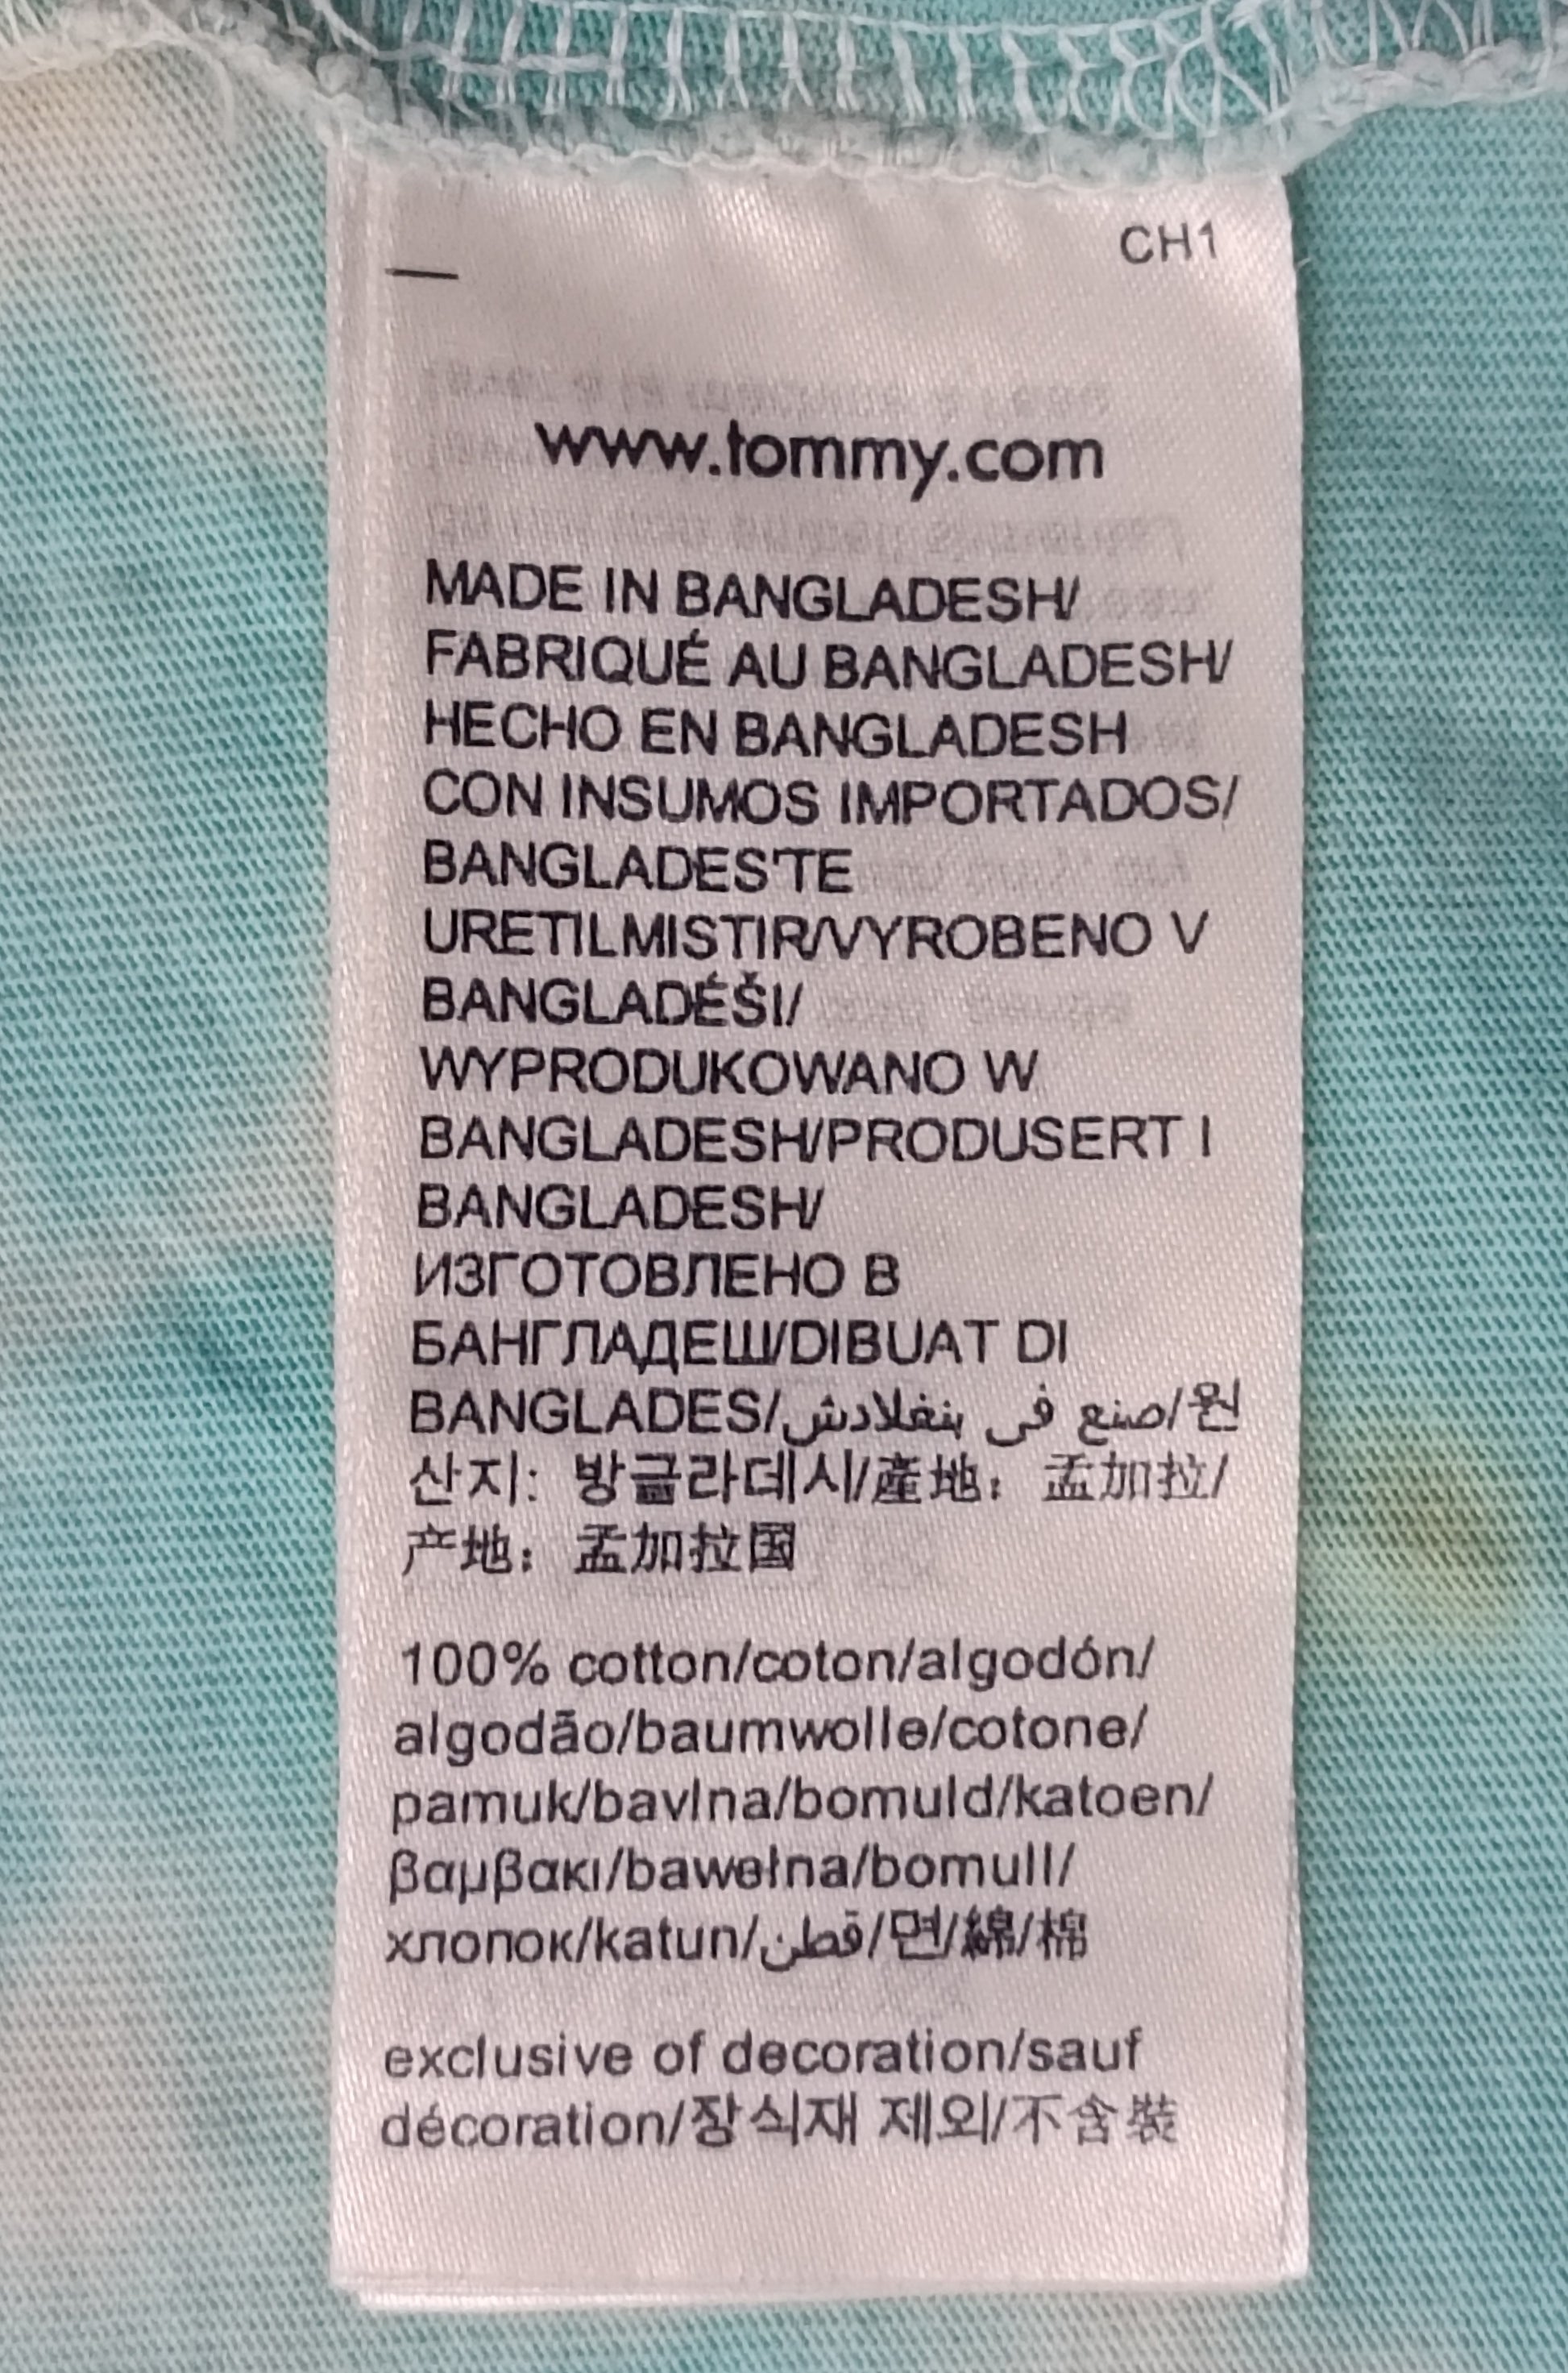 CH1
www.tommy.com
MADE IN BANGLADESH/
FABRIQUÉ AU BANGLADESH/
HECHO EN BANGLADESH
CON INSUMOS IMPORTADOS/
BANGLADES'TE
URETILMISTIR/VYROBENO V
BANGLADÉŠI/
WYPRODUKOWANO W
BANGLADESH/PRODUSERT I
BANGLADESH/
ИЗГОТОВЛЕНО В
БАНГЛАДЕШ/DIBUAT DI
BANGLADES/صنع في بنغلادش/원
산지: 방글라데시/產地: 孟加拉/
产地: 孟加拉国
100% cotton/coton/algodón/
algodão/baumwolle/cotone/
pamuk/bavlna/bomuld/katoen/
βαμβακι/bawełna/bomull/
хлопок/katun/قطن/면/綿/棉
exclusive of decoration/sauf
décoration/장식재 제외/不含裝